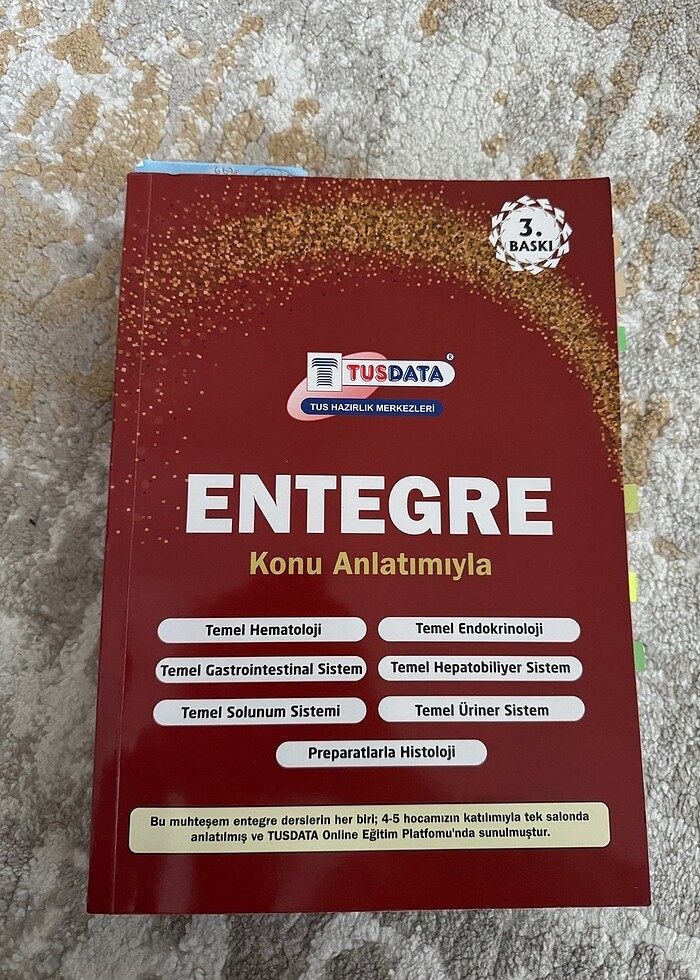 3.
BASKI
TUSDATA
TUS HAZIRLIK MERKEZLERİ
ENTEGRE
Konu Anlatımıyla
Temel Hematoloji
Temel Endokrinoloji
Temel Gastrointestinal Sistem
Temel Hepatobiliyer Sistem
Temel Solunum Sistemi
Temel Üriner Sistem
Preparatlarla Histoloji
Bu muhteşem entegre derslerin her biri; 4-5 hocamızın katılımıyla tek salonda
anlatılmış ve TUSDATA Online Eğitim Platfomu'nda sunulmuştur.